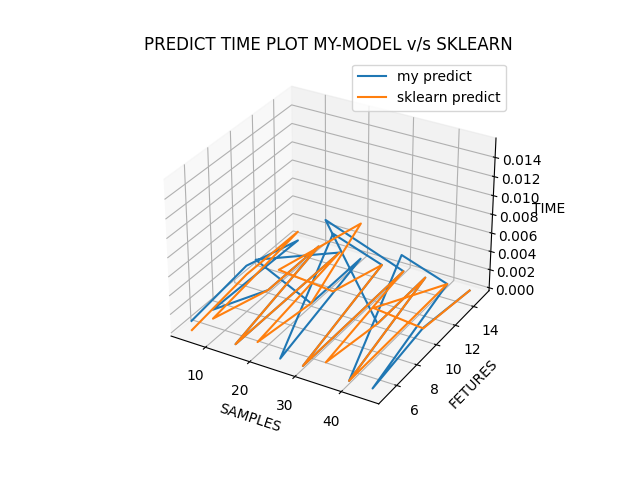 PREDICT TIME PLOT MY-MODEL v/s SKLEARN
my predict
sklearn predict
0.014
0.012
0.010
0.008
TIME
0.006
0.004
0.002
0.000
14
12
10
8
6
FETURES
10
20
30
40
SAMPLES